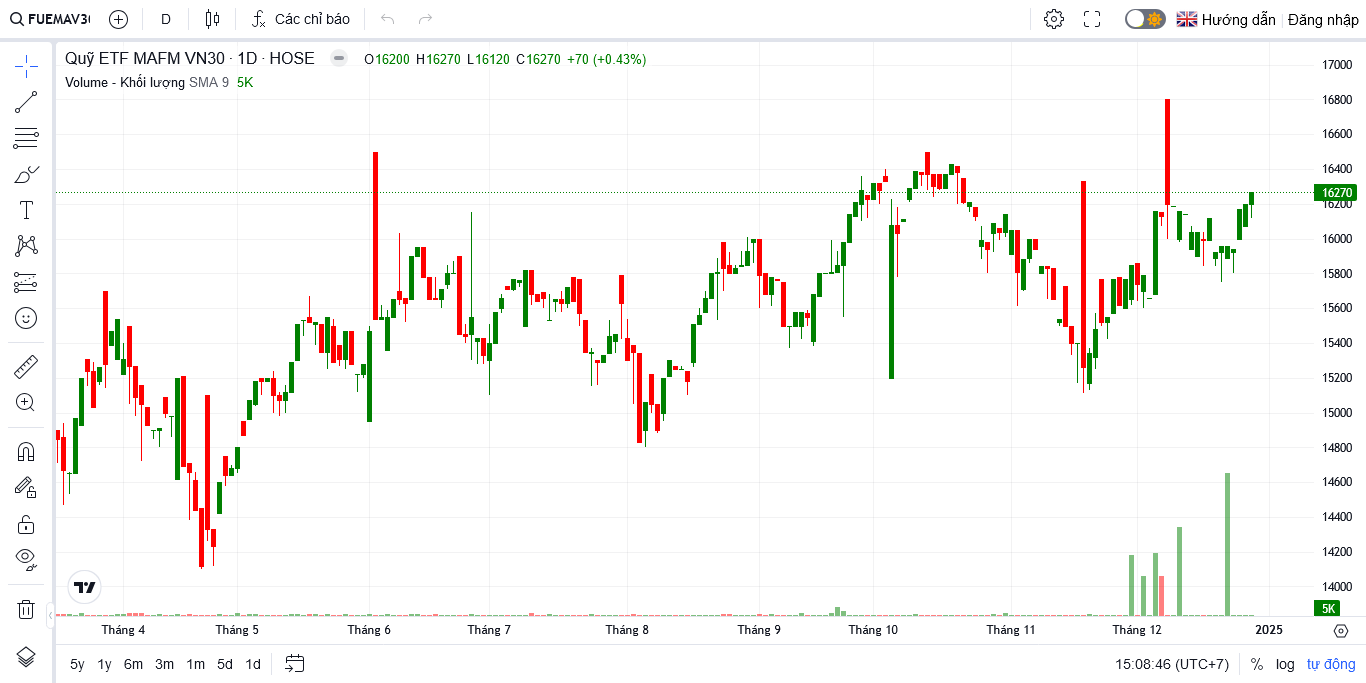 FUEMAV30
D
Các chỉ báo
Hướng dẫn
Đăng nhập
Quỹ ETF MAFM VN30 · 1D · HOSE
O16200 H16270 L16120 C16270 +70 (+0.43%)
Volume - Khối lượng SMA 9 5K
17000
16800
16600
16400
16270
16200
16000
15800
15600
15400
15200
15000
14800
14600
14400
14200
14000
5K
Tháng 4
Tháng 5
Tháng 6
Tháng 7
Tháng 8
Tháng 9
Tháng 10
Tháng 11
Tháng 12
2025
5y 1y 6m 3m 1m 5d 1d
15:08:46 (UTC+7)
%
log
tự động